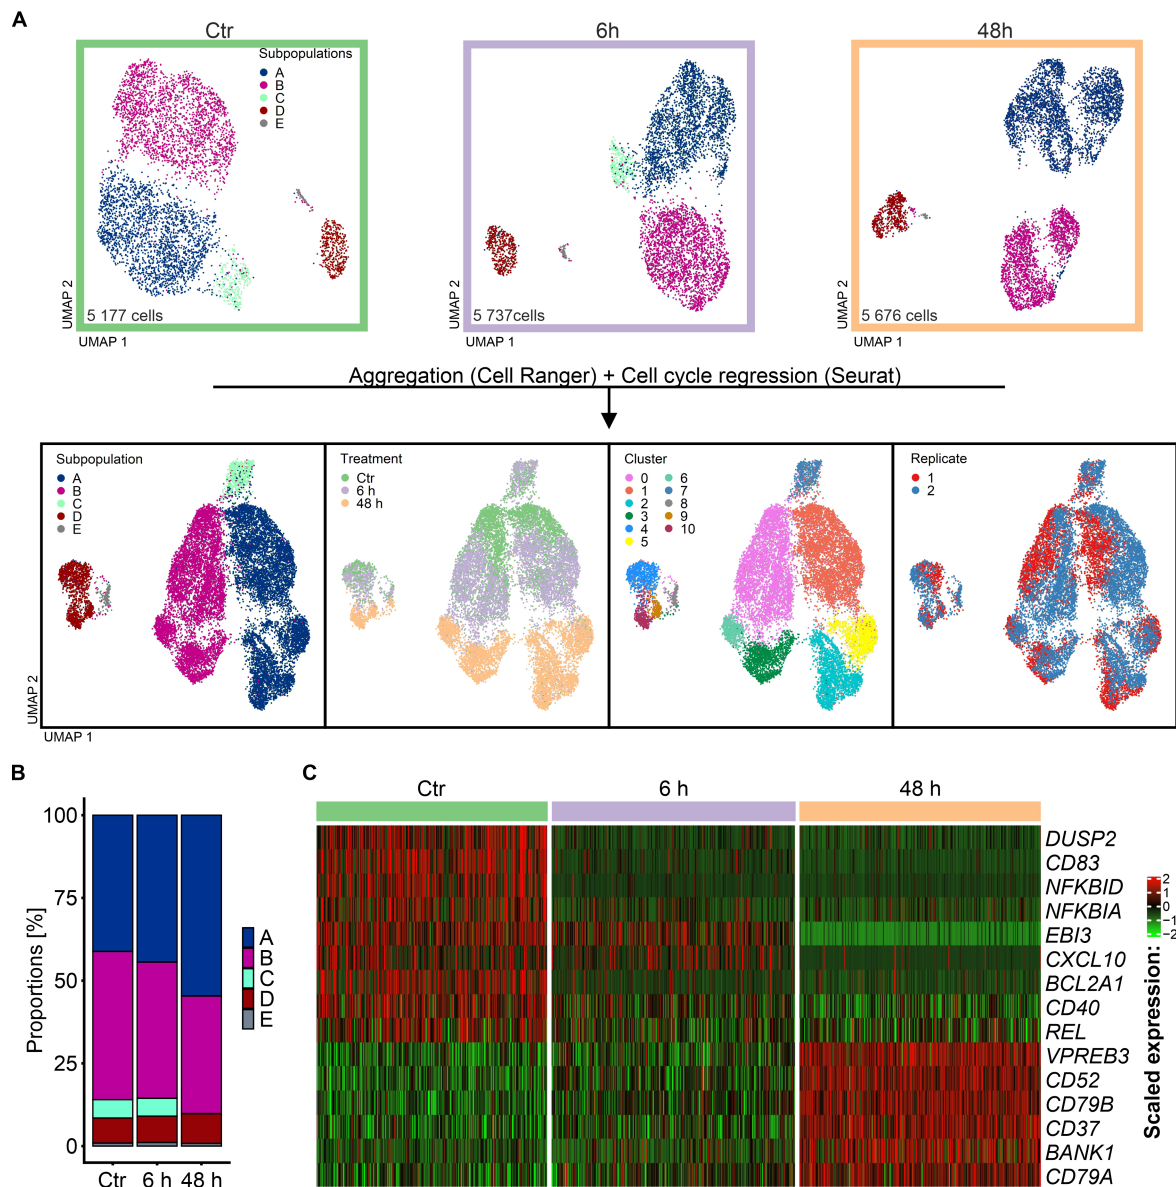 A
Ctr
6h
48h
Subpopulations
A
B
C
D
E
5 177 cells
5 737cells
5 676 cells
UMAP 2
UMAP 1
UMAP 2
UMAP 1
UMAP 2
UMAP 1
Aggregation (Cell Ranger) + Cell cycle regression (Seurat)
Subpopulation
A
B
C
D
E
Treatment
Ctr
6 h
48 h
Cluster
0
1
2
3
4
5
6
7
8
9
10
Replicate
1
2
UMAP 2
UMAP 1
B
Proportions [%]
100
75
50
25
0
Ctr
6 h
48 h
A
B
C
D
E
C
Ctr
6 h
48 h
DUSP2
CD83
NFKBID
NFKBIA
EBI3
CXCL10
BCL2A1
CD40
REL
VPREB3
CD52
CD79B
CD37
BANK1
CD79A
Scaled expression:
2
1
0
−1
−2